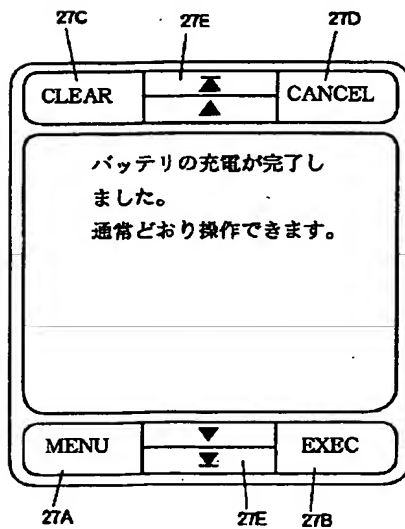 27C 27E 27D
CLEAR CANCEL
バッテリの充電が完了し
ました。
通常どおり操作できます。
MENU EXEC
27A 27E 27B